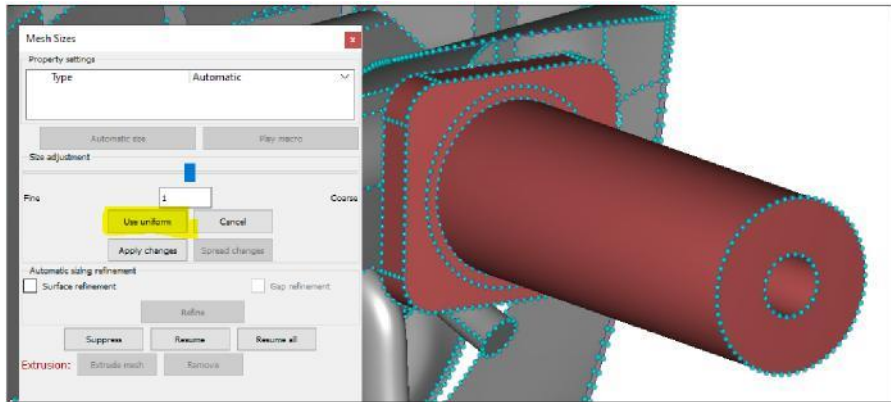 Mesh Sizes
x
Property settings
Type Automatic
Automatic size Play macro
Size adjustment
Fine 1 Coarse
Use uniform Cancel
Apply changes Spread changes
Automatic sizing refinement
Surface refinement Gap refinement
Refine
Suppress Resume Resume all
Extrusion: Extrude mesh Remove